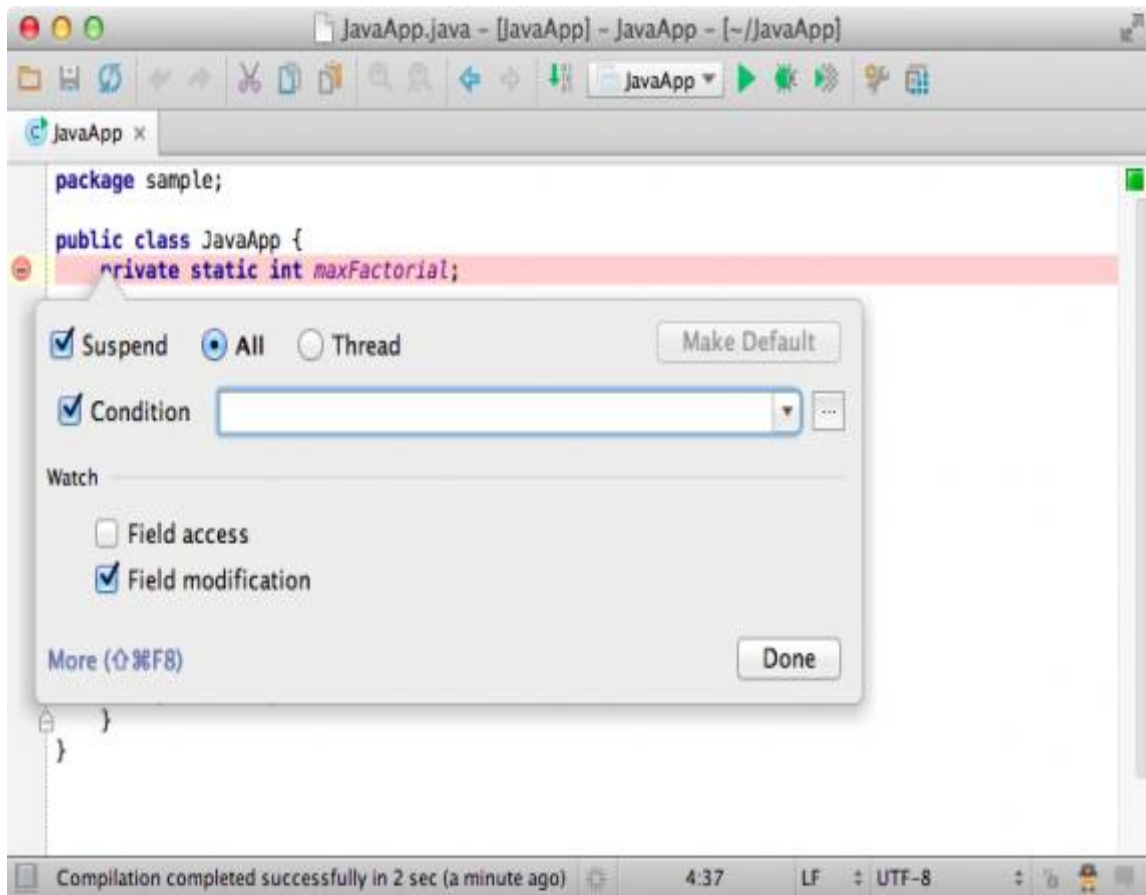 JavaApp.java – [JavaApp] – JavaApp – [~/JavaApp]
JavaApp
JavaApp
package sample;
public class JavaApp {
private static int maxFactorial;
Suspend All Thread Make Default
Condition
Watch
Field access
Field modification
More (⇧⌘F8) Done
}
}
Compilation completed successfully in 2 sec (a minute ago) 4:37 LF UTF-8